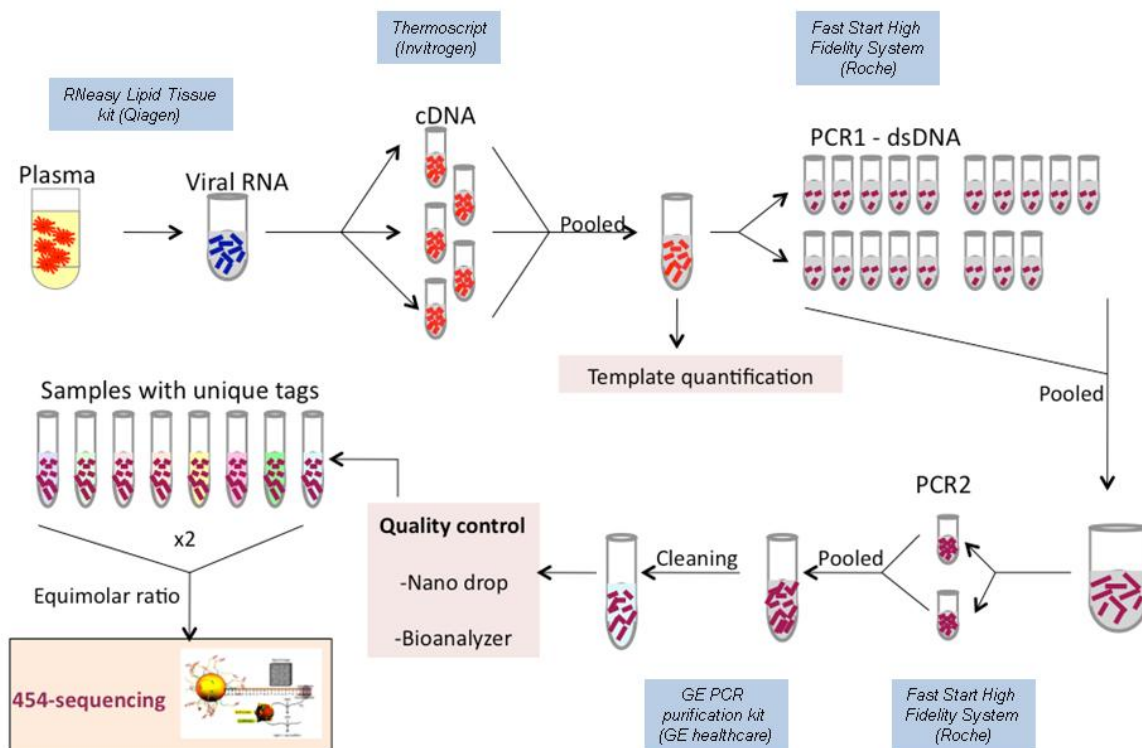 Thermoscript
(Invitrogen)
Fast Start High
Fidelity System
(Roche)
RNeasy Lipid Tissue
kit (Qiagen)
cDNA
PCR1 - dsDNA
Plasma
Viral RNA
Pooled
Template quantification
Pooled
Samples with unique tags
PCR2
Quality control
x2
Cleaning
Pooled
-Nano drop
Equimolar ratio
-Bioanalyzer
454-sequencing
GE PCR
purification kit
(GE healthcare)
Fast Start High
Fidelity System
(Roche)